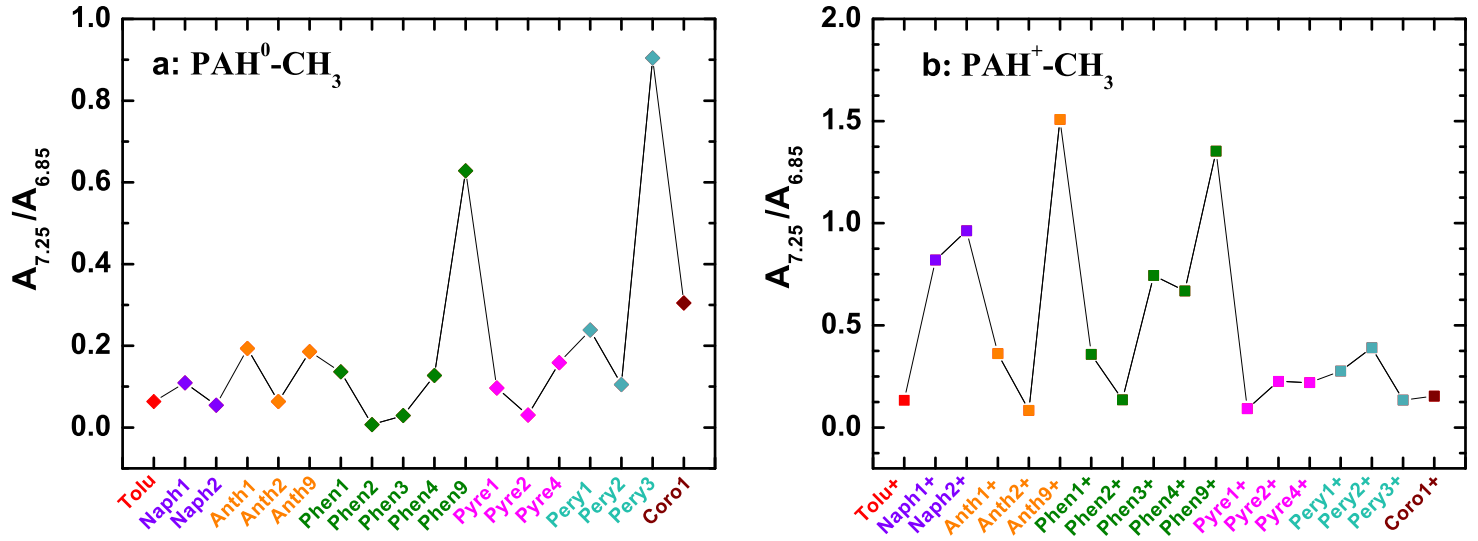 a: PAH⁰-CH₃
A₇.₂₅ /A₆.₈₅
1.0
0.8
0.6
0.4
0.2
0.0
Tolu
Naph1
Naph2
Anth1
Anth2
Anth9
Phen1
Phen2
Phen3
Phen4
Phen9
Pyre1
Pyre2
Pyre4
Pery1
Pery2
Pery3
Coro1
b: PAH⁺-CH₃
A₇.₂₅ /A₆.₈₅
2.0
1.5
1.0
0.5
0.0
Tolu+
Naph1+
Naph2+
Anth1+
Anth2+
Anth9+
Phen1+
Phen2+
Phen3+
Phen4+
Phen9+
Pyre1+
Pyre2+
Pyre4+
Pery1+
Pery2+
Pery3+
Coro1+